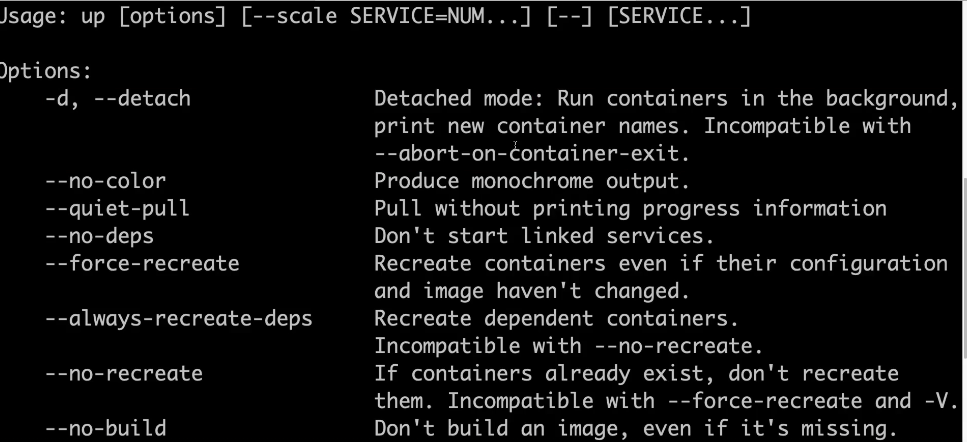 Usage: up [options] [--scale SERVICE=NUM...] [--] [SERVICE...]
Options:
-d, --detach Detached mode: Run containers in the background,
print new container names. Incompatible with
--abort-on-container-exit.
--no-color Produce monochrome output.
--quiet-pull Pull without printing progress information
--no-deps Don't start linked services.
--force-recreate Recreate containers even if their configuration
and image haven't changed.
--always-recreate-deps Recreate dependent containers.
Incompatible with --no-recreate.
--no-recreate If containers already exist, don't recreate
them. Incompatible with --force-recreate and -V.
--no-build Don't build an image, even if it's missing.